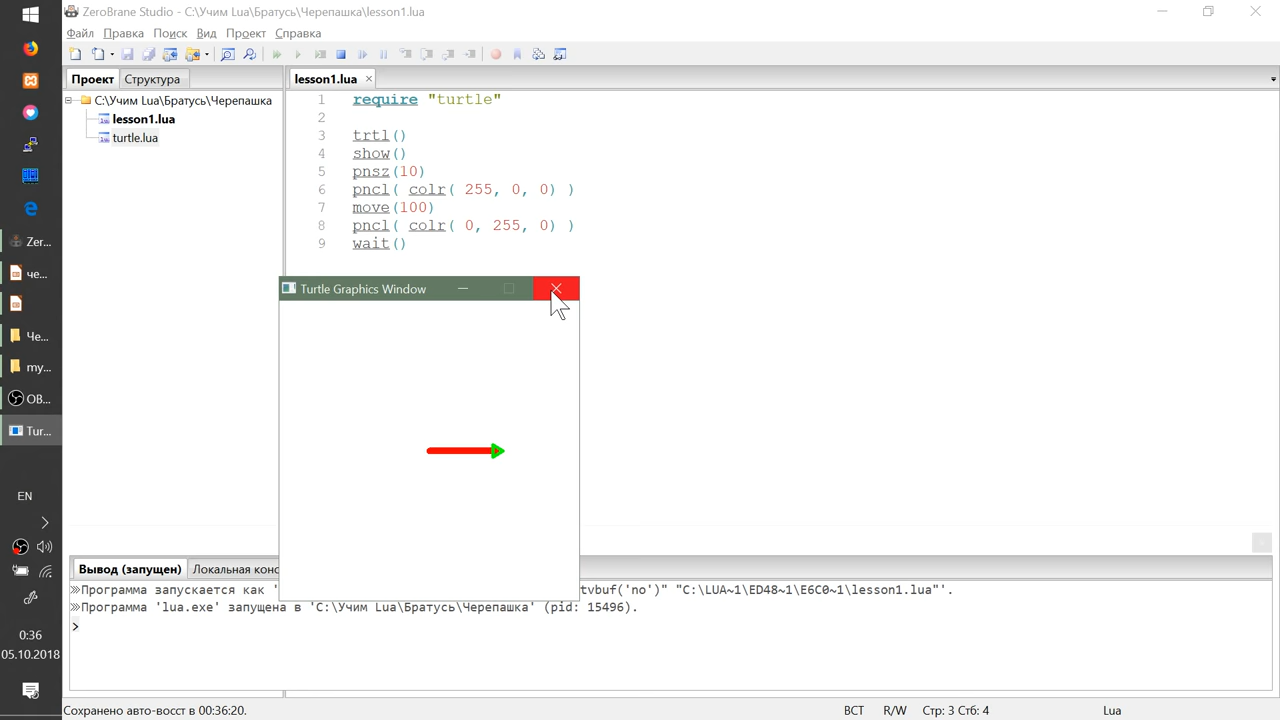 ZeroBrane Studio - C:\Учим Lua\Братусь\Черепашка\lesson1.lua
Файл Правка Поиск Вид Проект Справка
Проект Структура
lesson1.lua
C:\Учим Lua\Братусь\Черепашка
lesson1.lua
turtle.lua
1 require "turtle"
2
3 trtl()
4 show()
5 pnsz(10)
6 pncl( colr( 255, 0, 0) )
7 move(100)
8 pncl( colr( 0, 255, 0) )
9 wait()
Turtle Graphics Window
Zer...
че...
Че...
my...
OB...
Tur...
EN
0:36
05.10.2018
Вывод (запущен) Локальная конс
Программа запускается как ' tvbuf('no')" "C:\LUA~1\ED48~1\E6C0~1\lesson1.lua"'.
Программа 'lua.exe' запущена в 'C:\Учим Lua\Братусь\Черепашка' (pid: 15496).
>
Сохранено авто-восст в 00:36:20.
ВСТ R/W Стр: 3 Стб: 4 Lua